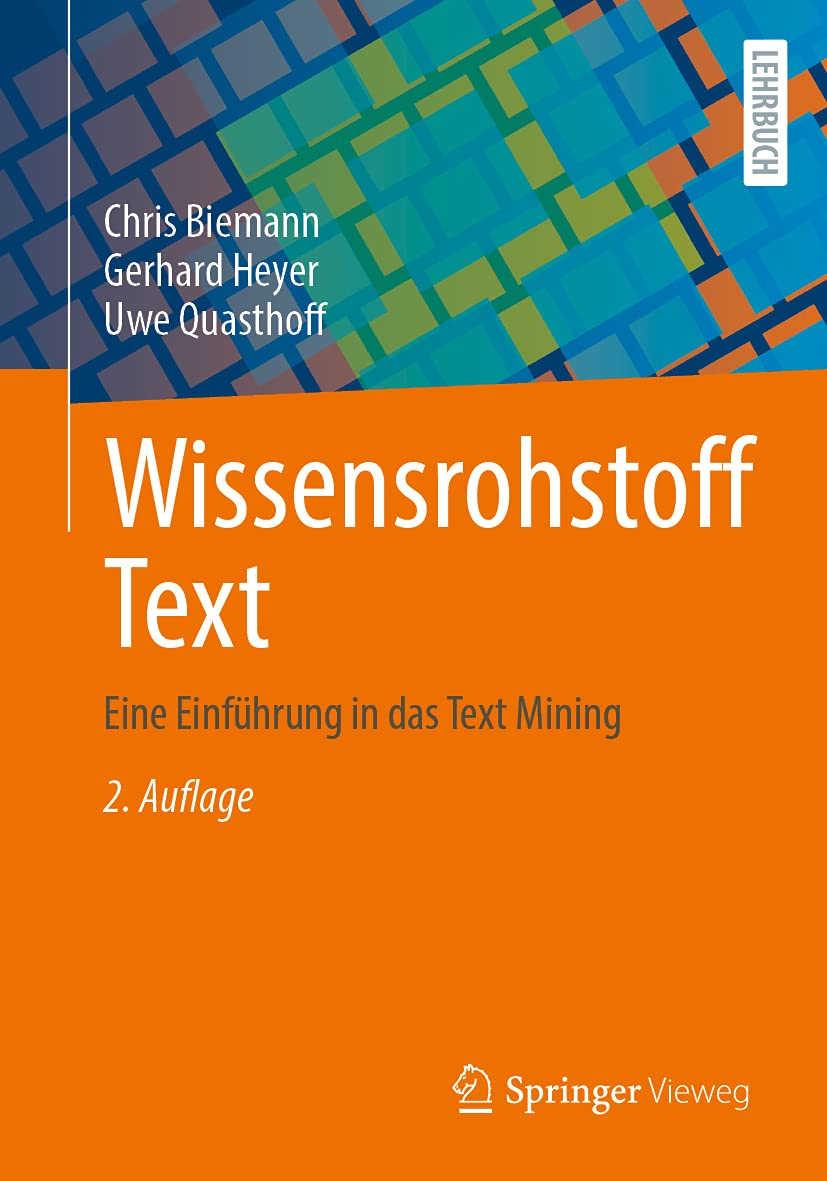 LEHRBUCH
Chris Biemann
Gerhard Heyer
Uwe Quasthoff
Wissensrohstoff
Text
Eine Einführung in das Text Mining
2. Auflage
Springer Vieweg